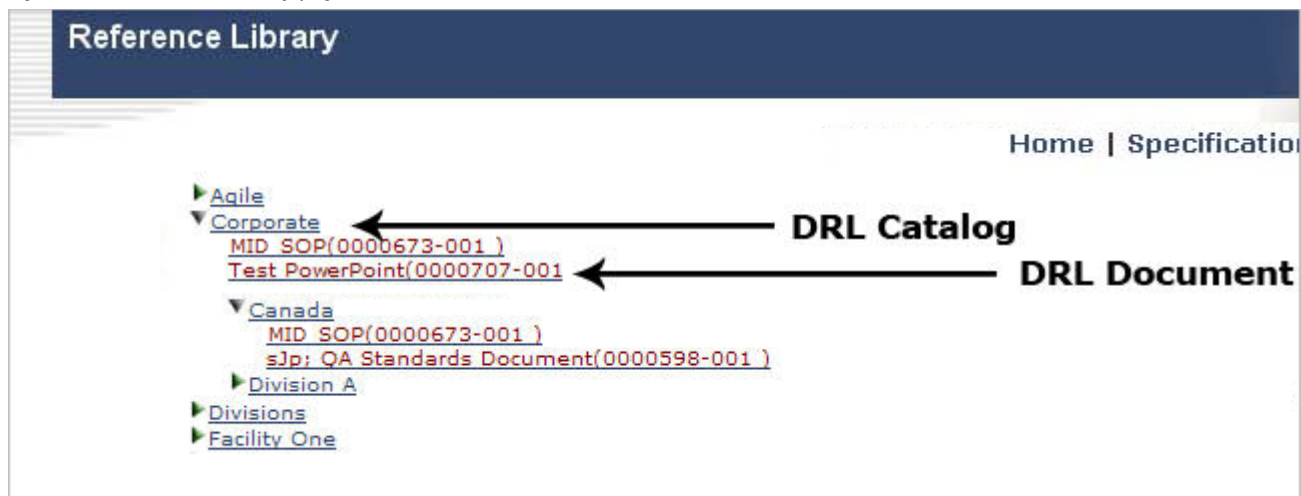 Reference Library
Home | Specification
Agile
Corporate
DRL Catalog
MID SOP(0000673-001 )
Test PowerPoint(0000707-001
DRL Document
Canada
MID SOP(0000673-001 )
sJp; QA Standards Document(0000598-001 )
Division A
Divisions
Facility One